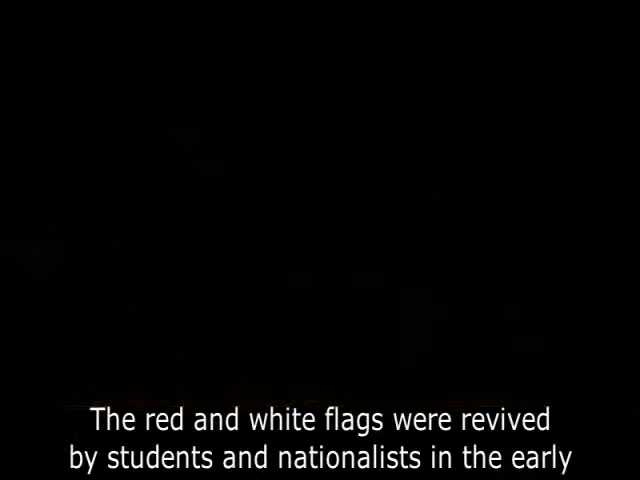 The red and white flags were revived
by students and nationalists in the early